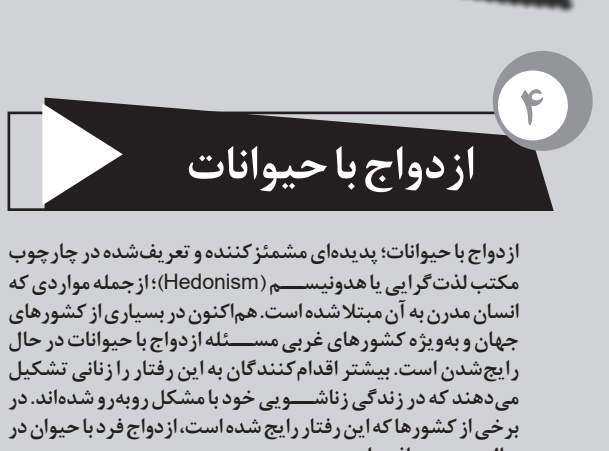 ۴
ازدواج با حیوانات
ازدواج با حیوانات؛ پدیده‌ای مشمئزکننده و تعریف‌شده در چارچوب
مکتب لذت‌گرایی یا هدونیسم (Hedonism)؛ ازجمله مواردی که
انسان مدرن به آن مبتلا شده است. هم‌اکنون در بسیاری از کشورهای
جهان و به‌ویژه کشورهای غربی مسئله ازدواج با حیوانات در حال
رایج‌شدن است. بیشتر اقدام‌کنندگان به این رفتار را زنانی تشکیل
می‌دهند که در زندگی زناشویی خود با مشکل روبه‌رو شده‌اند. در
برخی از کشورها که این رفتار رایج شده است، ازدواج فرد با حیوان در